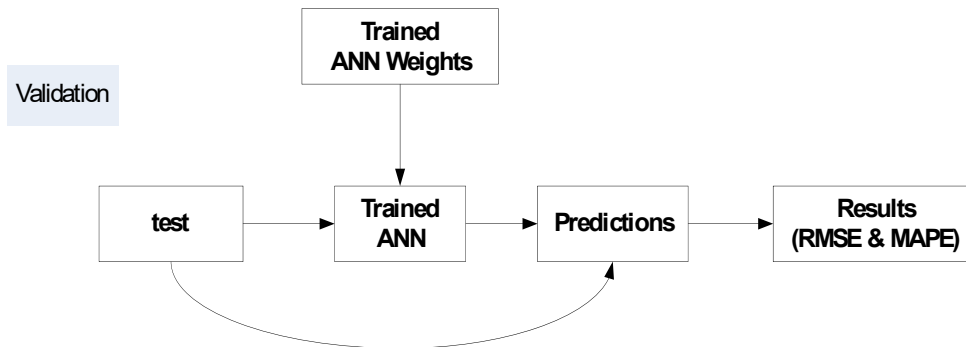 Trained
ANN Weights
Validation
test
Trained
ANN
Predictions
Results
(RMSE & MAPE)